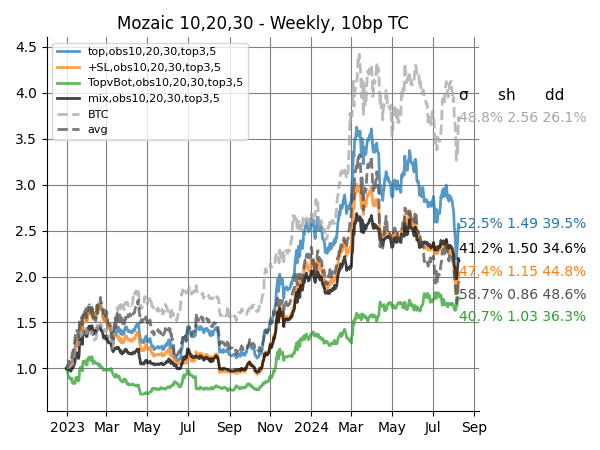 Mozaic 10,20,30 - Weekly, 10bp TC
top,obs10,20,30,top3,5
+SL,obs10,20,30,top3,5
TopvBot,obs10,20,30,top3,5
mix,obs10,20,30,top3,5
BTC
avg
4.5
4.0
3.5
3.0
2.5
2.0
1.5
1.0
σ sh dd
48.8% 2.56 26.1%
52.5% 1.49 39.5%
41.2% 1.50 34.6%
47.4% 1.15 44.8%
58.7% 0.86 48.6%
40.7% 1.03 36.3%
2023 Mar May Jul Sep Nov 2024 Mar May Jul Sep